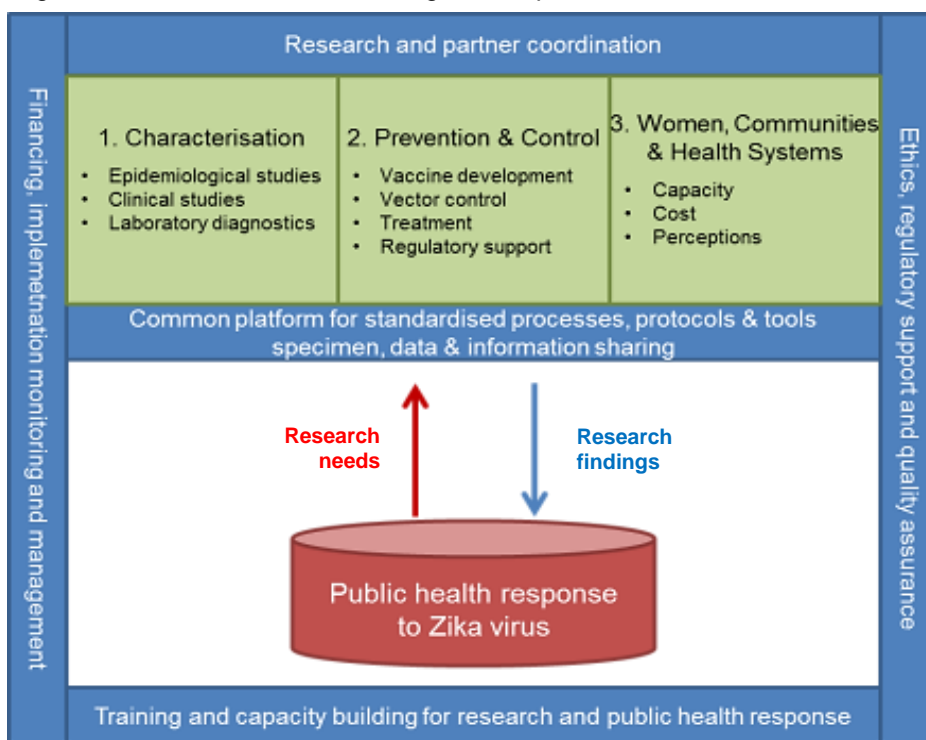 Research and partner coordination
Financing, implemetnation monitoring and management
1. Characterisation
• Epidemiological studies
• Clinical studies
• Laboratory diagnostics
2. Prevention & Control
• Vaccine development
• Vector control
• Treatment
• Regulatory support
3. Women, Communities
& Health Systems
• Capacity
• Cost
• Perceptions
Ethics, regulatory support and quality assurance
Common platform for standardised processes, protocols & tools
specimen, data & information sharing
Research
needs
Research
findings
Public health response
to Zika virus
Training and capacity building for research and public health response